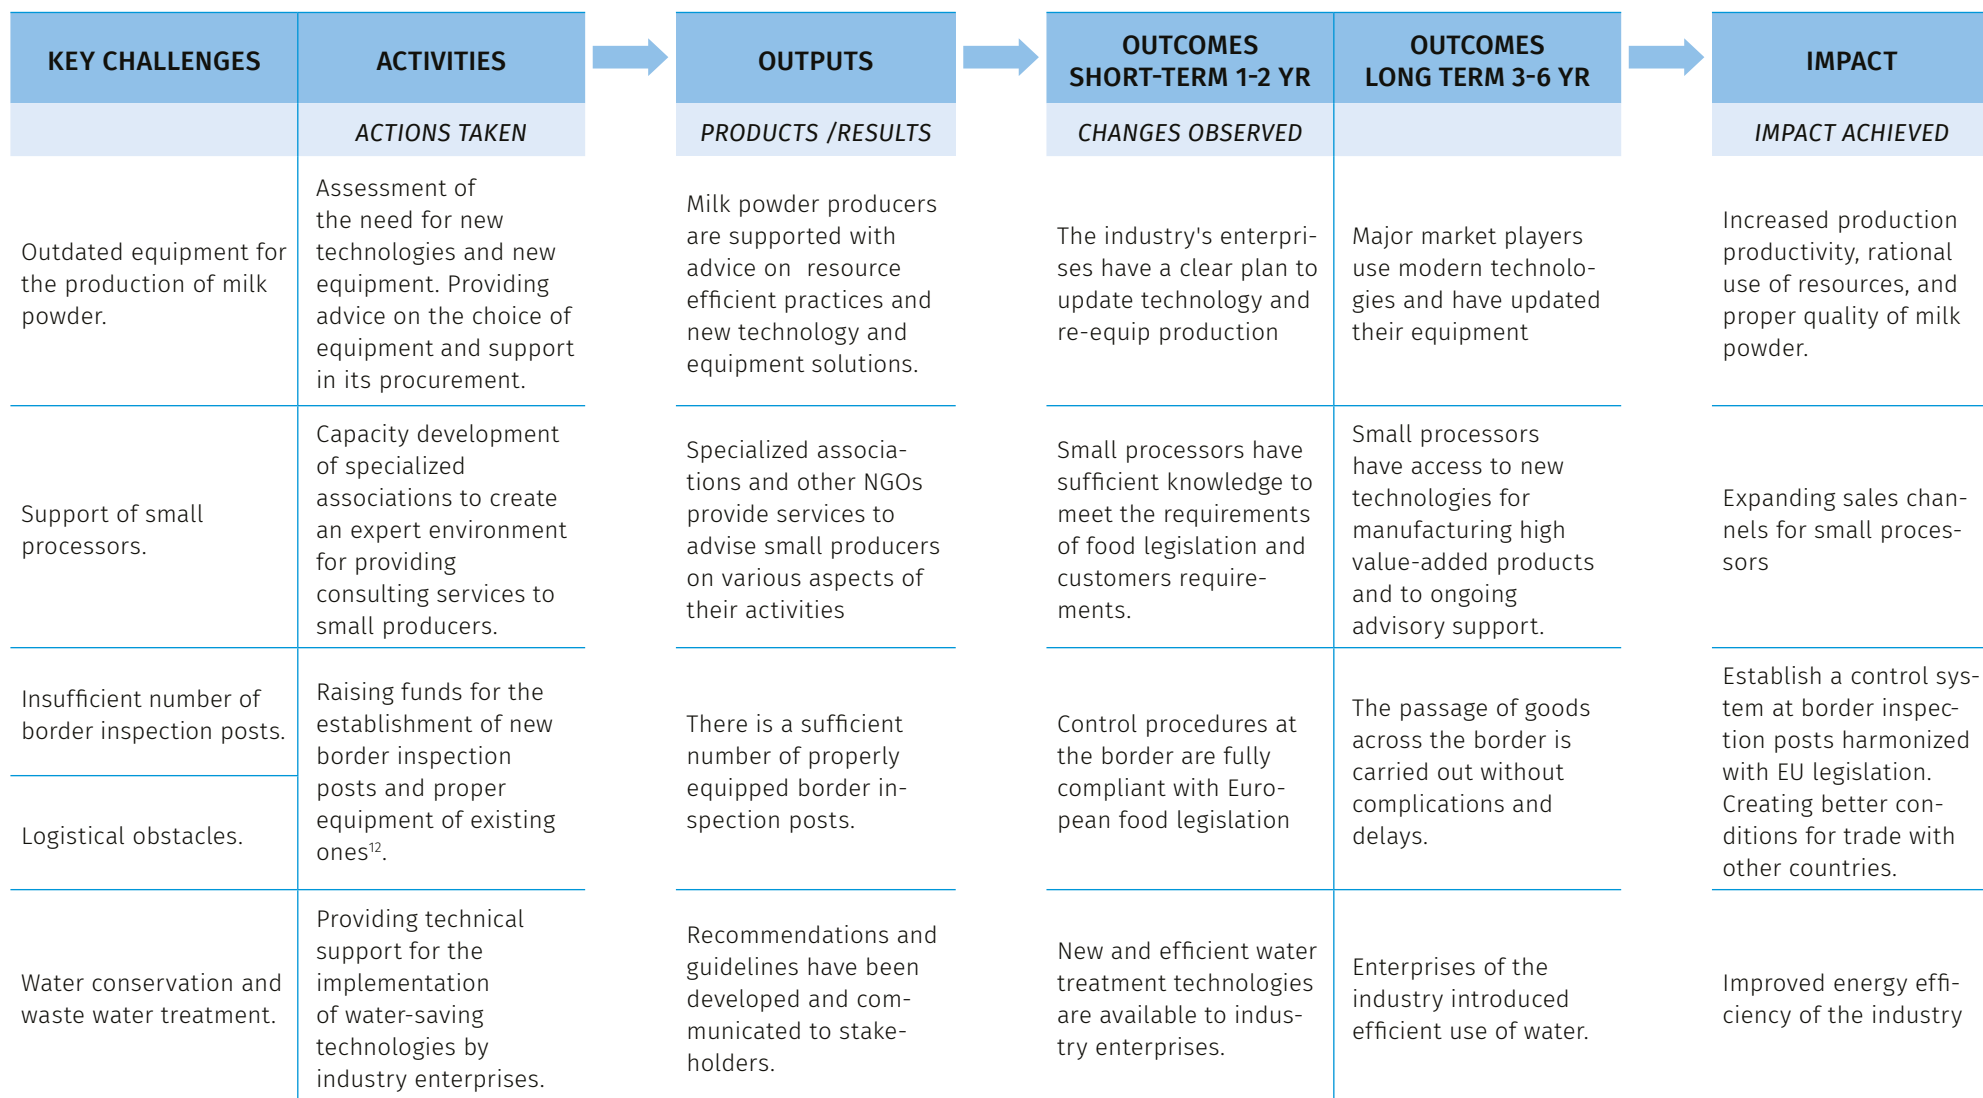 KEY CHALLENGES
ACTIVITIES
OUTPUTS
OUTCOMES
SHORT-TERM 1-2 YR
OUTCOMES
LONG TERM 3-6 YR
IMPACT
ACTIONS TAKEN
PRODUCTS /RESULTS
CHANGES OBSERVED
IMPACT ACHIEVED
Outdated equipment for
the production of milk
powder.
Assessment of
the need for new
technologies and new
equipment. Providing
advice on the choice of
equipment and support
in its procurement.
Milk powder producers
are supported with
advice on  resource
efficient practices and
new technology and
equipment solutions.
The industry's enterpri-
ses have a clear plan to
update technology and
re-equip production
Major market players
use modern technolo-
gies and have updated
their equipment
Increased production
productivity, rational
use of resources, and
proper quality of milk
powder.
Support of small
processors.
Capacity development
of specialized
associations to create
an expert environment
for providing
consulting services to
small producers.
Specialized associa-
tions and other NGOs
provide services to
advise small producers
on various aspects of
their activities
Small processors have
sufficient knowledge to
meet the requirements
of food legislation and
customers require-
ments.
Small processors
have access to new
technologies for
manufacturing high
value-added products
and to ongoing
advisory support.
Expanding sales chan-
nels for small proces-
sors
Insufficient number of
border inspection posts.
Logistical obstacles.
Raising funds for the
establishment of new
border inspection
posts and proper
equipment of existing
ones¹².
There is a sufficient
number of properly
equipped border in-
spection posts.
Control procedures at
the border are fully
compliant with Euro-
pean food legislation
The passage of goods
across the border is
carried out without
complications and
delays.
Establish a control sys-
tem at border inspec-
tion posts harmonized
with EU legislation.
Creating better con-
ditions for trade with
other countries.
Water conservation and
waste water treatment.
Providing technical
support for the
implementation
of water-saving
technologies by
industry enterprises.
Recommendations and
guidelines have been
developed and com-
municated to stake-
holders.
New and efficient water
treatment technologies
are available to indus-
try enterprises.
Enterprises of the
industry introduced
efficient use of water.
Improved energy effi-
ciency of the industry